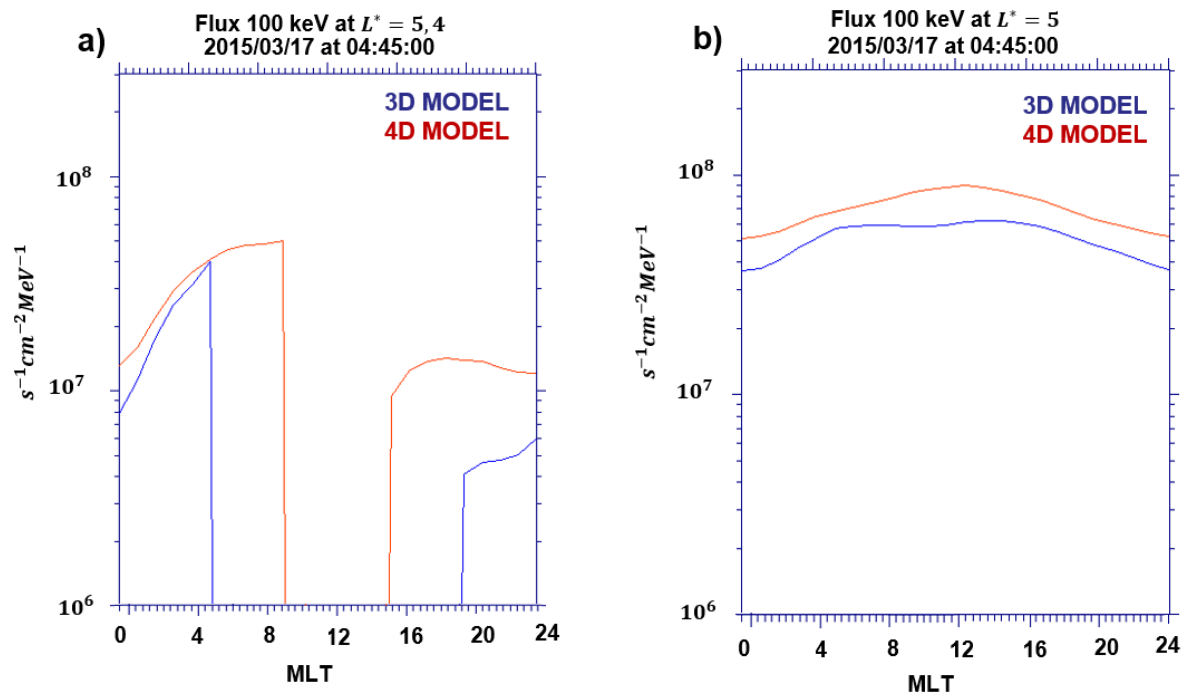 a)
Flux 100 keV at L* = 5,4
2015/03/17 at 04:45:00
3D MODEL
4D MODEL
10⁸
10⁷
10⁶
s⁻¹cm⁻²MeV⁻¹
0 4 8 12 16 20 24
MLT
b)
Flux 100 keV at L* = 5
2015/03/17 at 04:45:00
3D MODEL
4D MODEL
10⁸
10⁷
10⁶
s⁻¹cm⁻²MeV⁻¹
0 4 8 12 16 20 24
MLT